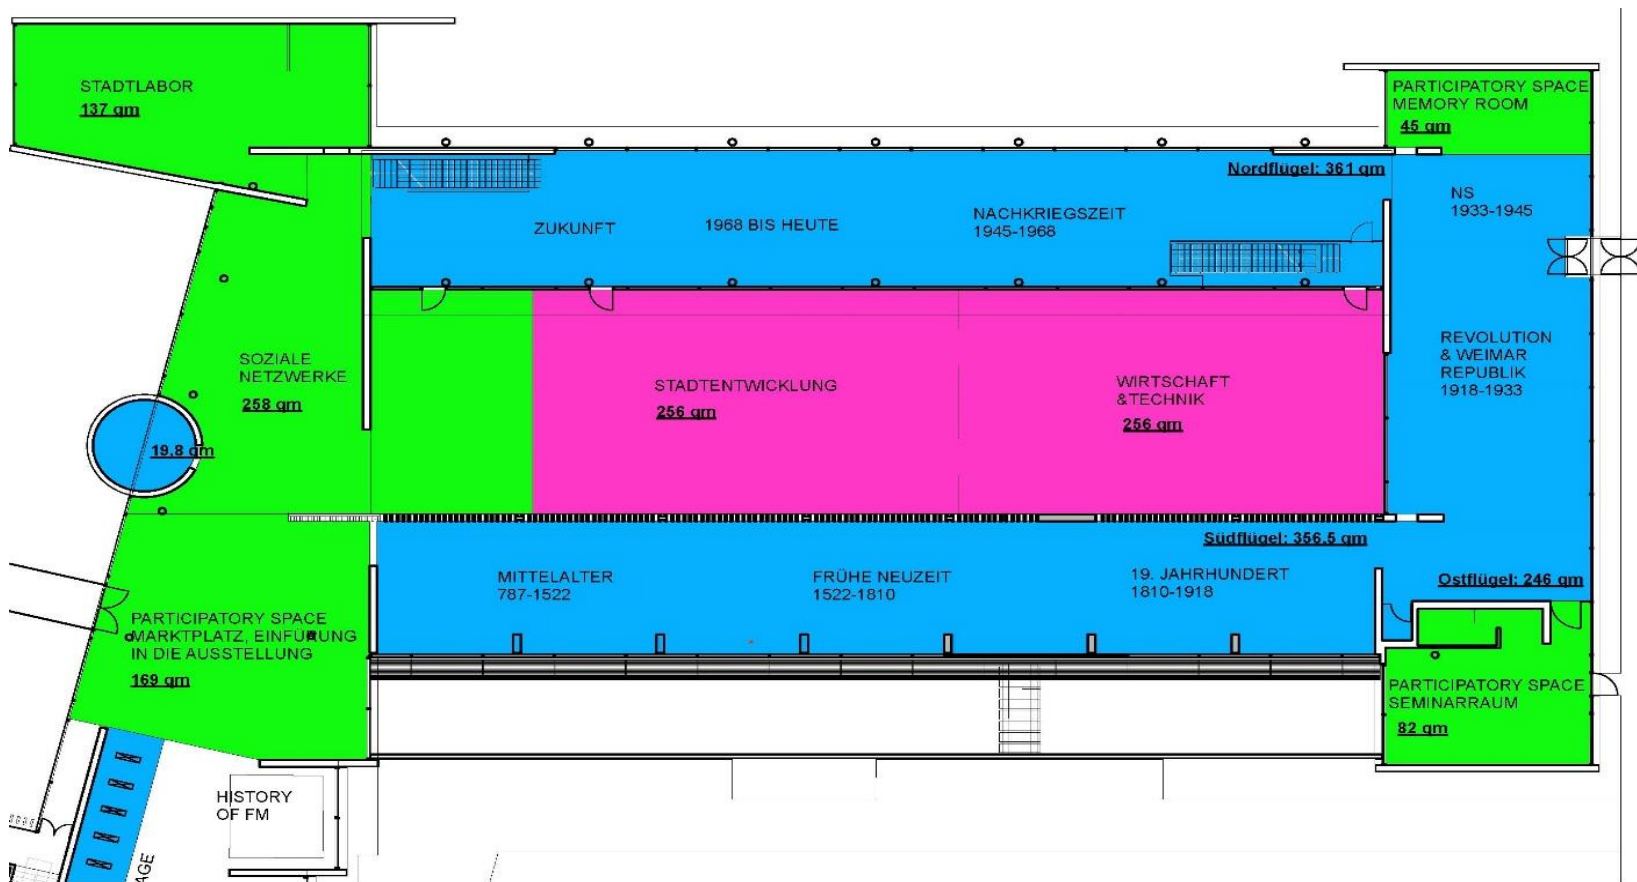 STADTLABOR
137 qm
PARTICIPATORY SPACE
MEMORY ROOM
45 qm
Nordflügel: 361 qm
NS
1933-1945
ZUKUNFT
1968 BIS HEUTE
NACHKRIEGSZEIT
1945-1968
SOZIALE
NETZWERKE
258 qm
STADTENTWICKLUNG
256 qm
WIRTSCHAFT
&TECHNIK
256 qm
REVOLUTION
& WEIMAR
REPUBLIK
1918-1933
19.8 qm
Südflügel: 356.5 qm
MITTELALTER
787-1522
FRÜHE NEUZEIT
1522-1810
19. JAHRHUNDERT
1810-1918
Ostflügel: 246 qm
PARTICIPATORY SPACE
MARKTPLATZ, EINFÜRUNG
IN DIE AUSSTELLUNG
169 qm
PARTICIPATORY SPACE
SEMINARRAUM
82 qm
HISTORY
OF FM
AGE